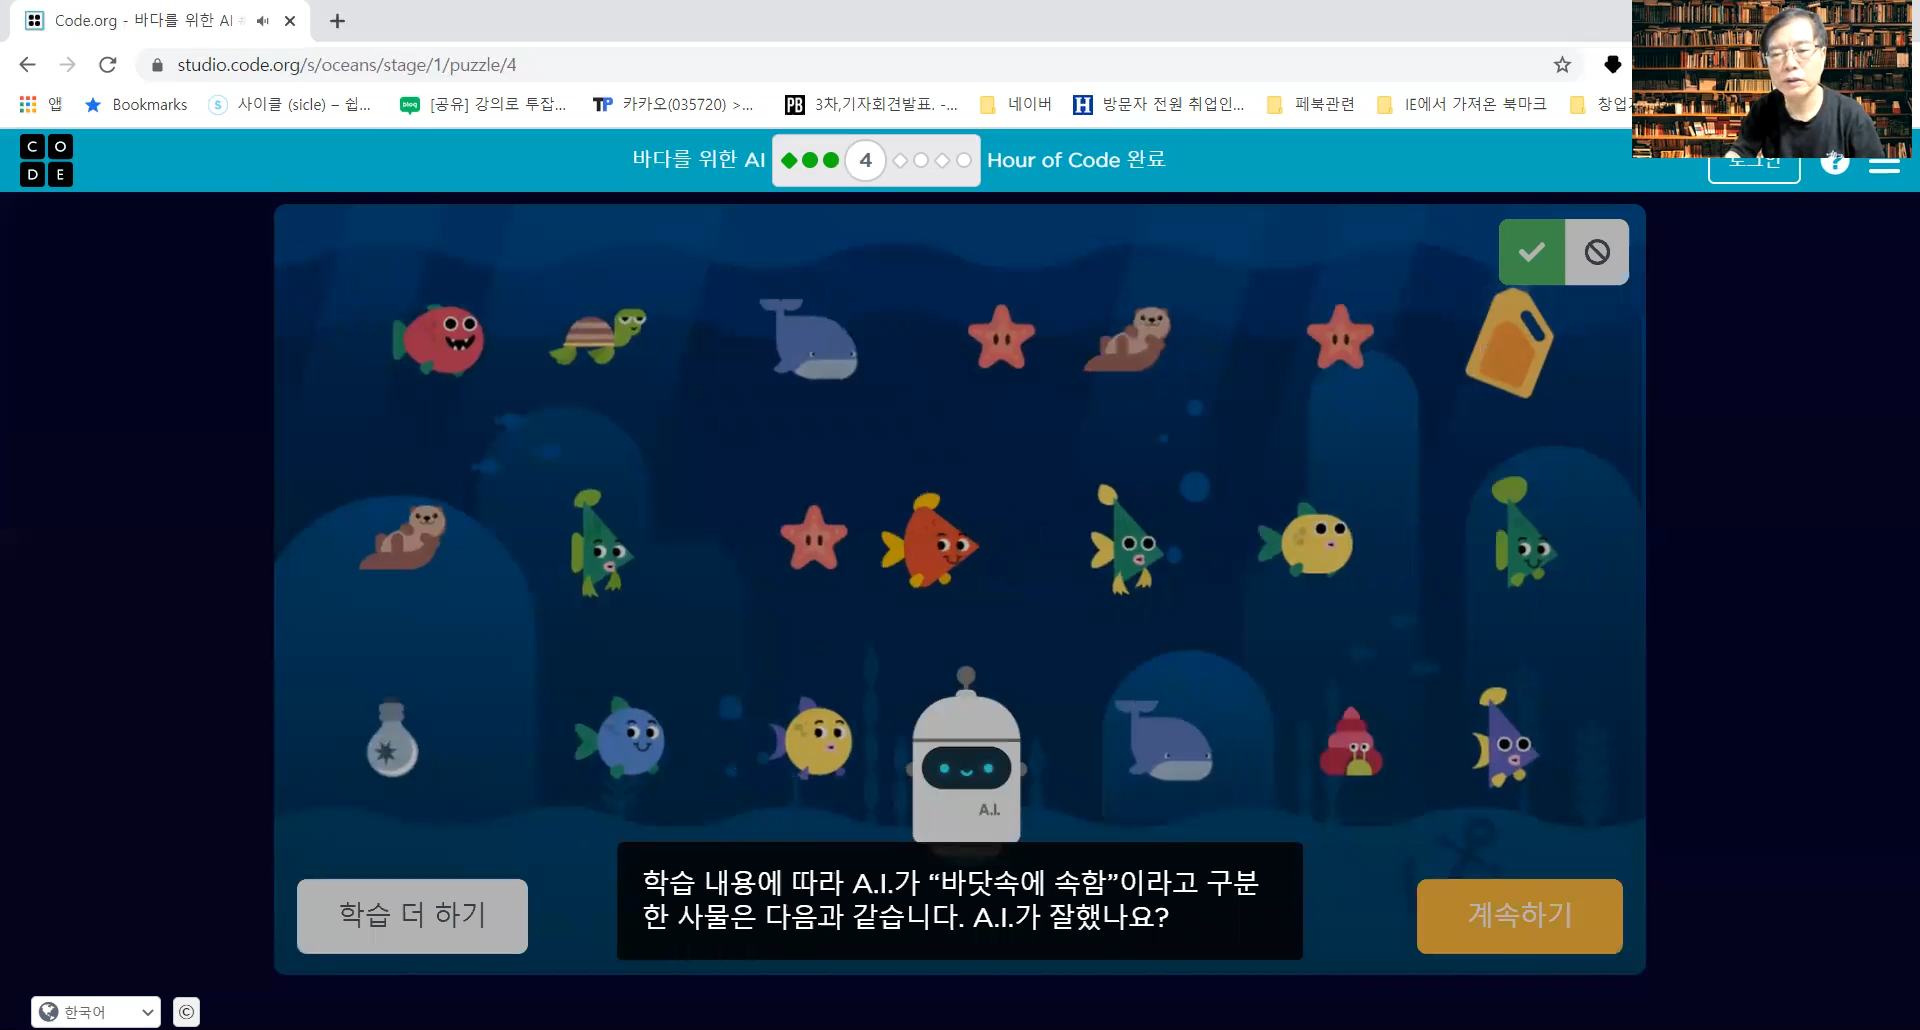 Code.org - 바다를 위한 AI
studio.code.org/s/oceans/stage/1/puzzle/4
앱
Bookmarks
사이클 (sicle) – 쉽...
[공유] 강의로 투잡...
카카오(035720) >...
3차,기자회견발표. -...
네이버
방문자 전원 취업인...
페북관련
IE에서 가져온 북마크
CODE
바다를 위한 AI
4
Hour of Code 완료
로그인
A.I.
학습 더 하기
학습 내용에 따라 A.I.가 “바닷속에 속함”이라고 구분
한 사물은 다음과 같습니다. A.I.가 잘했나요?
계속하기
한국어
©